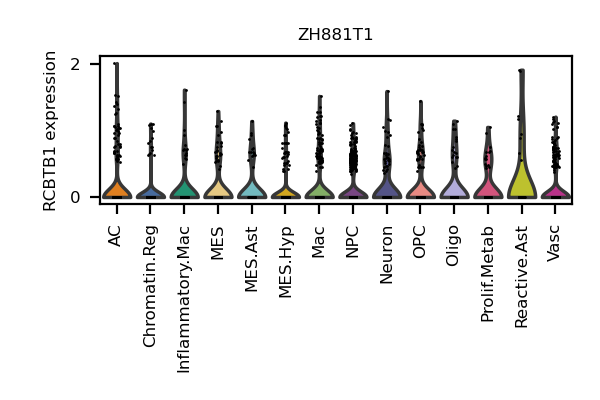 ZH881T1
RCBTB1 expression
2
0
AC
Chromatin.Reg
Inflammatory.Mac
MES
MES.Ast
MES.Hyp
Mac
NPC
Neuron
OPC
Oligo
Prolif.Metab
Reactive.Ast
Vasc